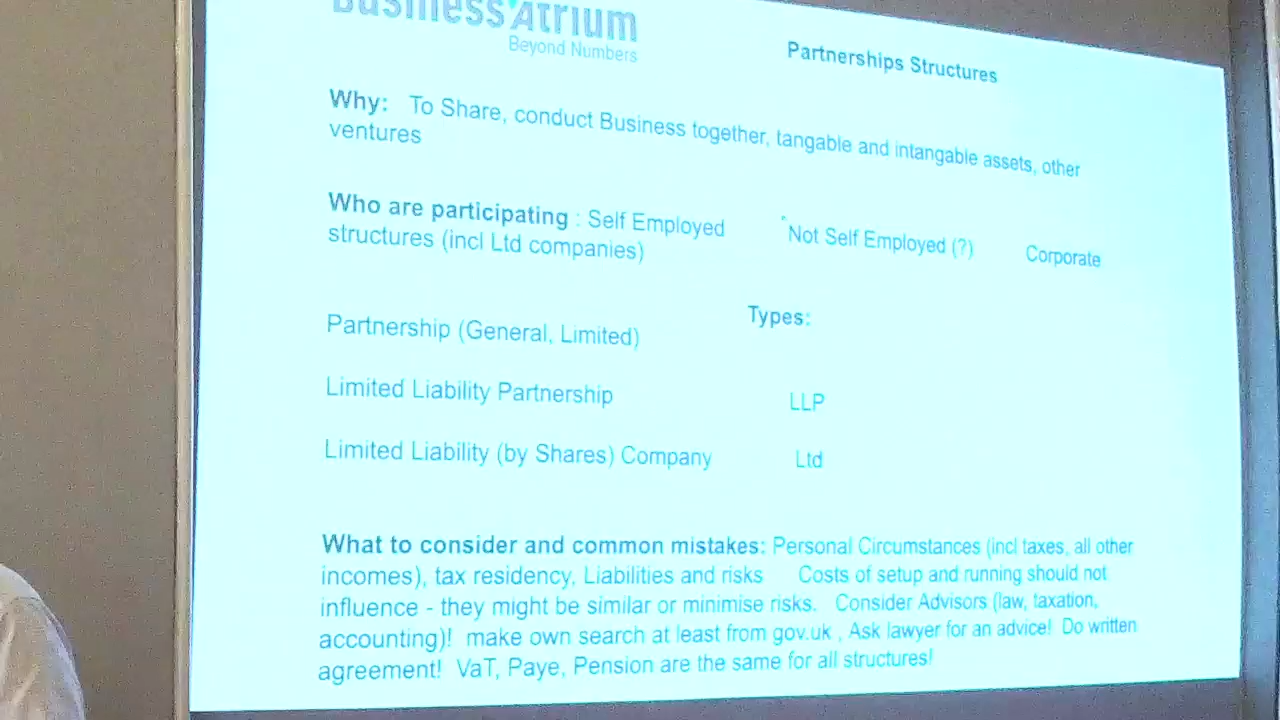 Business Atrium
Beyond Numbers
Partnerships Structures
Why: To Share, conduct Business together, tangable and intangable assets, other
ventures
Who are participating : Self Employed Not Self Employed (?) Corporate
structures (incl Ltd companies)
Types:
Partnership (General, Limited)
Limited Liability Partnership LLP
Limited Liability (by Shares) Company Ltd
What to consider and common mistakes: Personal Circumstances (incl taxes, all other
incomes), tax residency. Liabilities and risks Costs of setup and running should not
influence - they might be similar or minimise risks. Consider Advisors (law, taxation,
accounting)! make own search at least from gov.uk , Ask lawyer for an advice! Do written
agreement! VaT, Paye, Pension are the same for all structures!